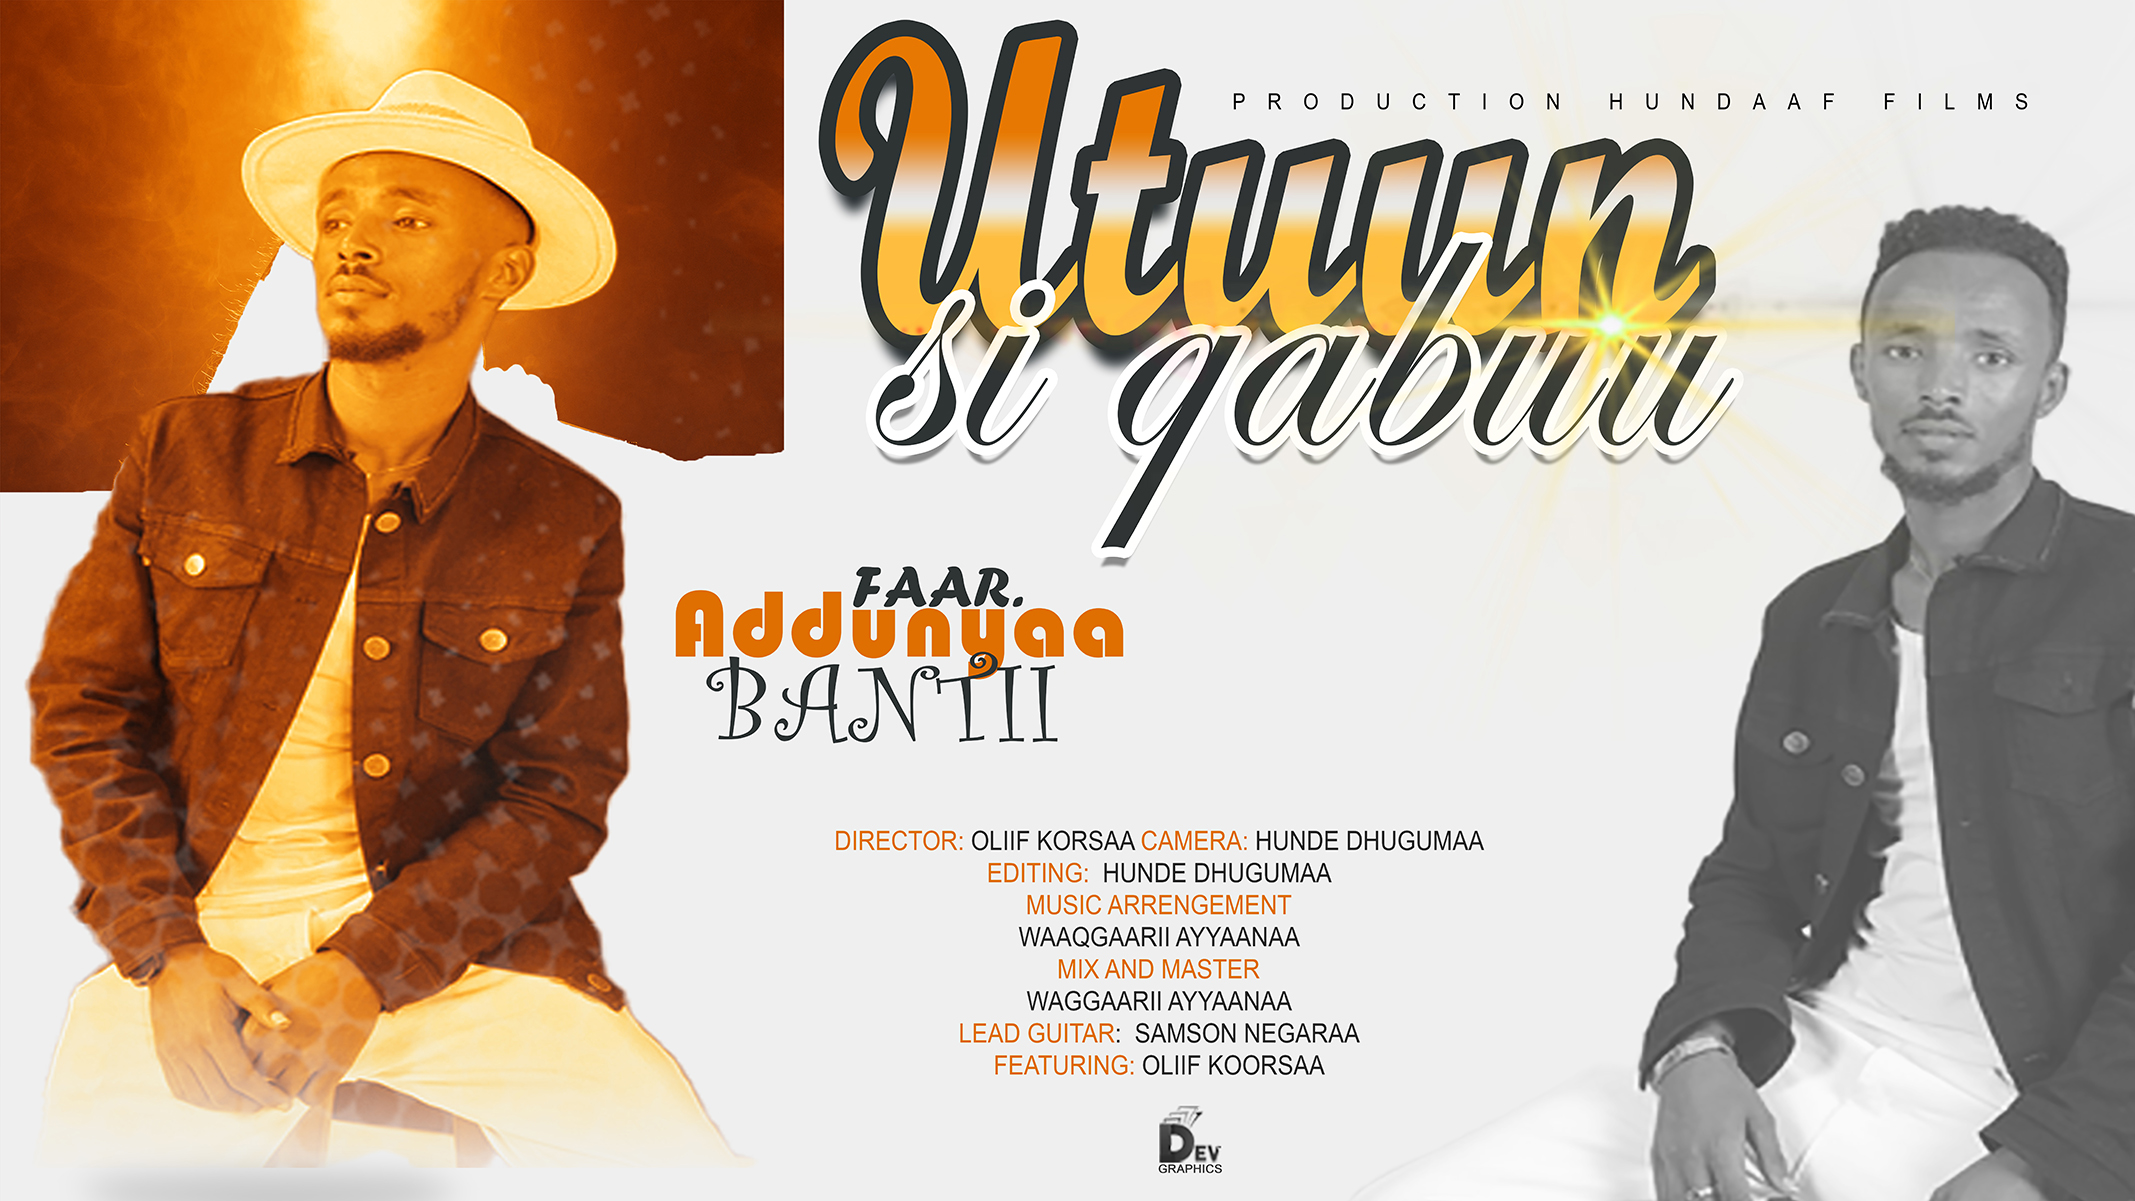 PRODUCTION HUNDAAF FILMS
Utuun
si qabuu
FAAR.
Addunyaa
BANTII
DIRECTOR: OLIIF KORSAA CAMERA: HUNDE DHUGUMAA
EDITING: HUNDE DHUGUMAA
MUSIC ARRENGEMENT
WAAQGAARII AYYAANAA
MIX AND MASTER
WAGGAARII AYYAANAA
LEAD GUITAR: SAMSON NEGARAA
FEATURING: OLIIF KOORSAA
DEV
GRAPHICS